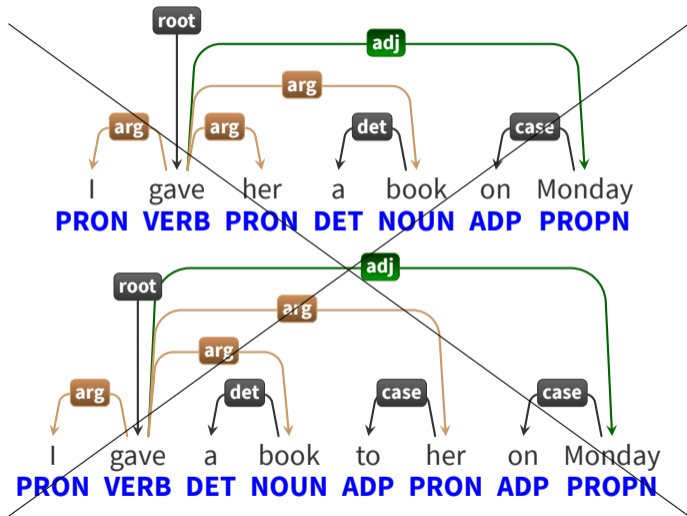 root
adj
arg
arg arg det case
I gave her a book on Monday
PRON VERB PRON DET NOUN ADP PROPN
adj
root
arg
arg
arg det case case
I gave a book to her on Monday
PRON VERB DET NOUN ADP PRON ADP PROPN